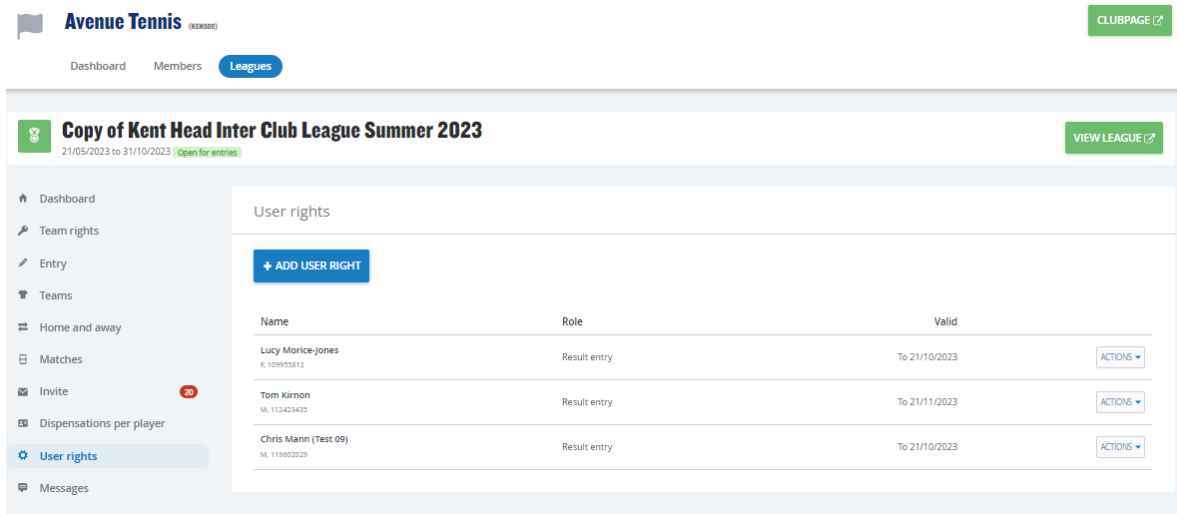 Avenue Tennis (KEN500)
CLUBPAGE
Dashboard Members Leagues
Copy of Kent Head Inter Club League Summer 2023
21/05/2023 to 31/10/2023 Open for entries
VIEW LEAGUE
Dashboard
Team rights
Entry
Teams
Home and away
Matches
Invite 20
Dispensations per player
User rights
Messages
User rights
+ ADD USER RIGHT
Name Role Valid
Lucy Morice-Jones
F, 109955812
Result entry To 21/10/2023 ACTIONS
Tom Kirnon
M, 112423435
Result entry To 21/11/2023 ACTIONS
Chris Mann (Test 09)
M, 113602029
Result entry To 21/10/2023 ACTIONS